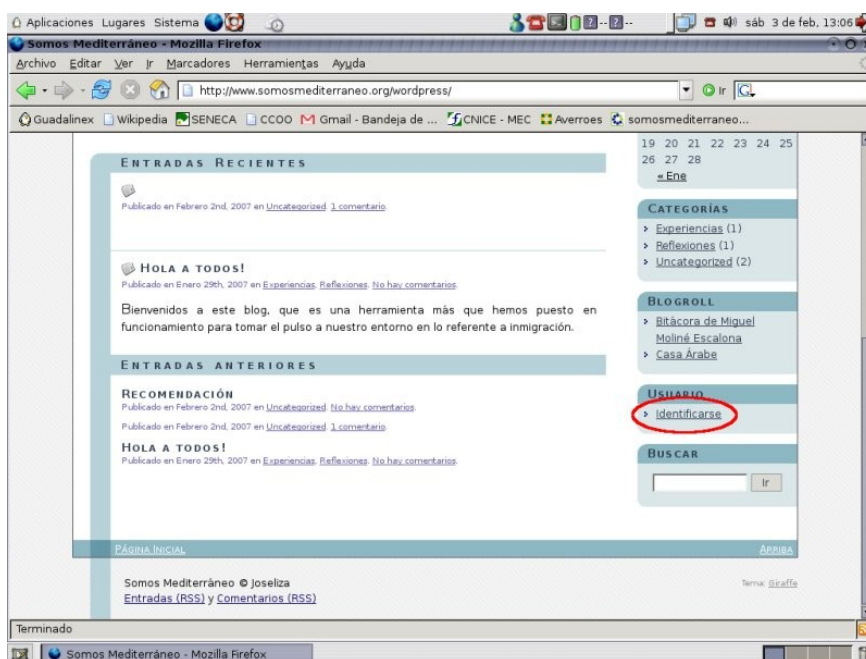 Aplicaciones Lugares Sistema
sáb 3 de feb, 13:06
Somos Mediterráneo - Mozilla Firefox
Archivo Editar Ver Ir Marcadores Herramientas Ayuda
http://www.somosmediterraneo.org/wordpress/
Ir
Guadalinex Wikipedia SENECA CCOO Gmail - Bandeja de ... CNICE - MEC Averroes somosmediterraneo...
ENTRADAS RECIENTES
Publicado en Febrero 2nd, 2007 en Uncategorized. 1 comentario.
HOLA A TODOS!
Publicado en Enero 29th, 2007 en Experiencias, Reflexiones. No hay comentarios.
Bienvenidos a este blog, que es una herramienta más que hemos puesto en
funcionamiento para tomar el pulso a nuestro entorno en lo referente a inmigración.
ENTRADAS ANTERIORES
RECOMENDACIÓN
Publicado en Febrero 2nd, 2007 en Uncategorized. No hay comentarios.
Publicado en Febrero 2nd, 2007 en Uncategorized. 1 comentario.
HOLA A TODOS!
Publicado en Enero 29th, 2007 en Experiencias, Reflexiones. No hay comentarios.
19 20 21 22 23 24 25
26 27 28
« Ene
CATEGORÍAS
Experiencias (1)
Reflexiones (1)
Uncategorized (2)
BLOGROLL
Bitácora de Miguel
Moliné Escalona
Casa Árabe
USUARIO
Identificarse
BUSCAR
Ir
PÁGINA INICIAL
ARRIBA
Somos Mediterráneo © Joseliza
Entradas (RSS) y Comentarios (RSS)
Tema: Giraffe
Terminado
Somos Mediterráneo - Mozilla Firefox